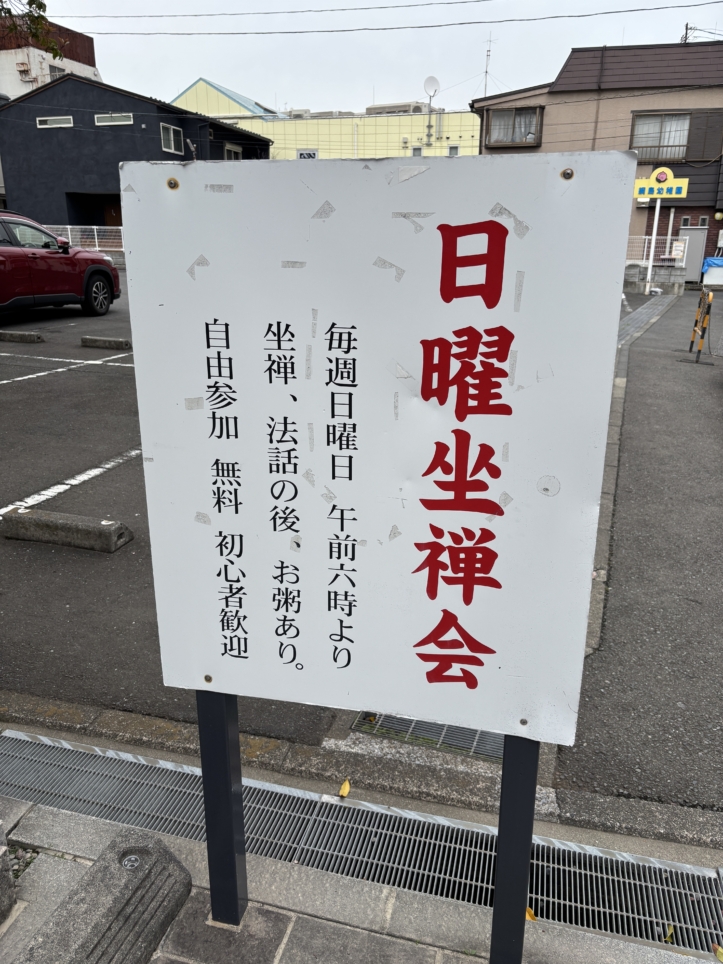 日曜坐禅会
毎週日曜日 午前六時より
坐禅、法話の後、お粥あり。
自由参加 無料 初心者歓迎